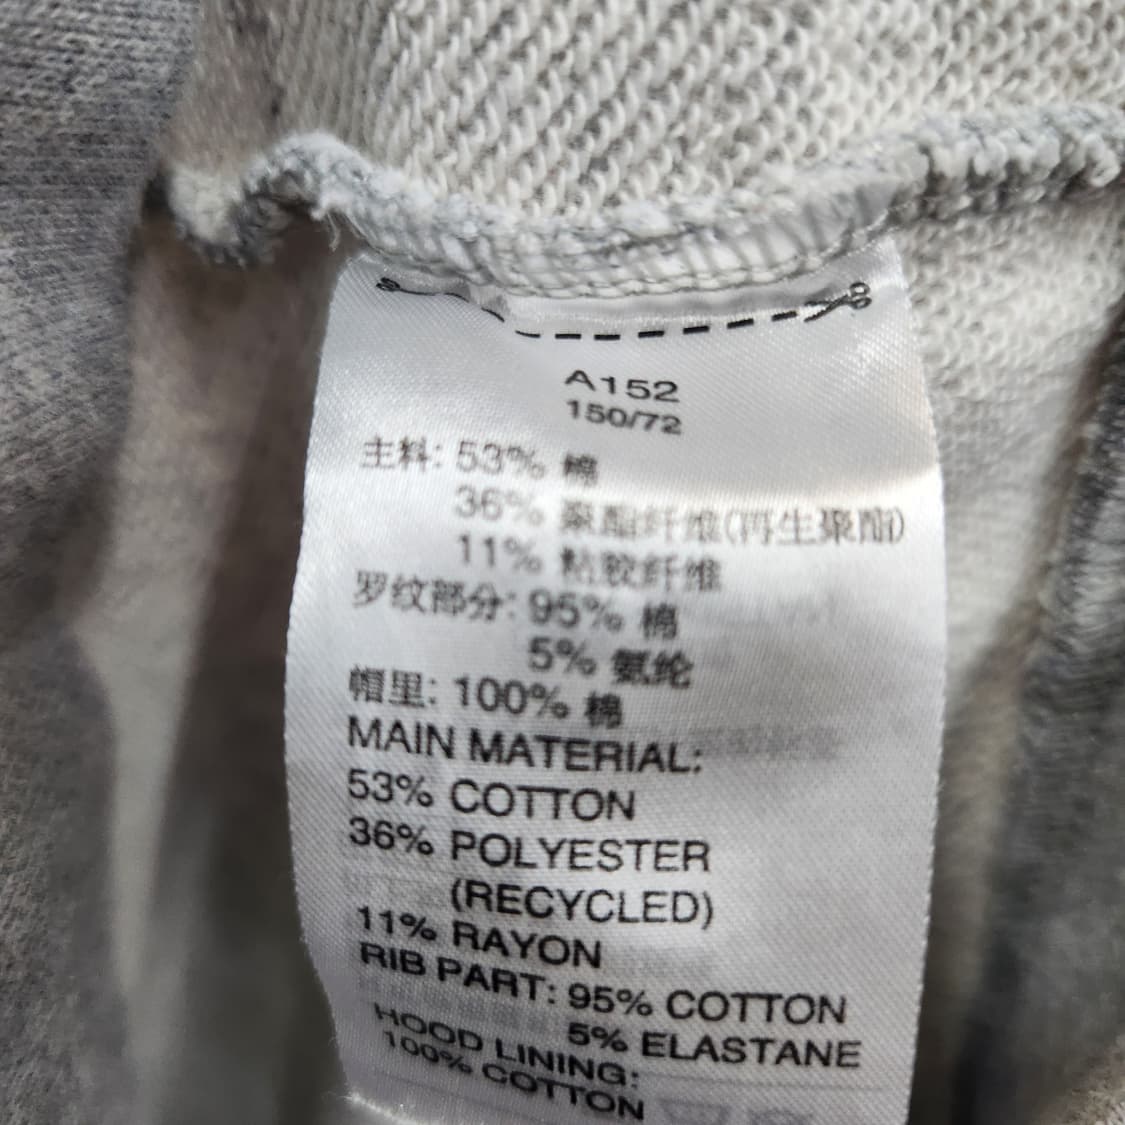 A152
150/72
主料: 53% 棉
36% 聚酯纤维(再生聚酯)
11% 粘胶纤维
罗纹部分: 95% 棉
5% 氨纶
帽里: 100% 棉
MAIN MATERIAL:
53% COTTON
36% POLYESTER
(RECYCLED)
11% RAYON
RIB PART: 95% COTTON
5% ELASTANE
HOOD LINING:
100% COTTON